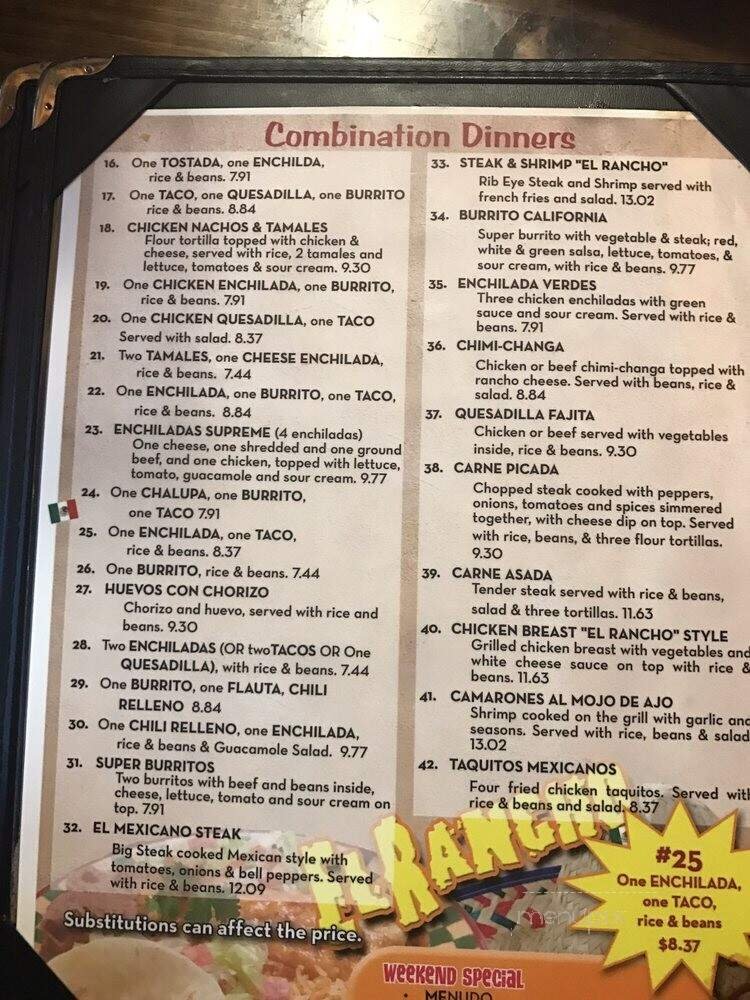 Combination Dinners
16. One TOSTADA, one ENCHILDA,
rice & beans. 7.91
17. One TACO, one QUESADILLA, one BURRITO
rice & beans. 8.84
18. CHICKEN NACHOS & TAMALES
Flour tortilla topped with chicken &
cheese, served with rice, 2 tamales and
lettuce, tomatoes & sour cream. 9.30
19. One CHICKEN ENCHILADA, one BURRITO,
rice & beans. 7.91
20. One CHICKEN QUESADILLA, one TACO
Served with salad. 8.37
21. Two TAMALES, one CHEESE ENCHILADA,
rice & beans. 7.44
22. One ENCHILADA, one BURRITO, one TACO,
rice & beans. 8.84
23. ENCHILADAS SUPREME (4 enchiladas)
One cheese, one shredded and one ground
beef, and one chicken, topped with lettuce,
tomato, guacamole and sour cream. 9.77
24. One CHALUPA, one BURRITO,
one TACO 7.91
25. One ENCHILADA, one TACO,
rice & beans. 8.37
26. One BURRITO, rice & beans. 7.44
27. HUEVOS CON CHORIZO
Chorizo and huevo, served with rice and
beans. 9.30
28. Two ENCHILADAS (OR twoTACOS OR One
QUESADILLA), with rice & beans. 7.44
29. One BURRITO, one FLAUTA, CHILI
RELLENO 8.84
30. One CHILI RELLENO, one ENCHILADA,
rice & beans & Guacamole Salad. 9.77
31. SUPER BURRITOS
Two burritos with beef and beans inside,
cheese, lettuce, tomato and sour cream on
top. 7.91
32. EL MEXICANO STEAK
Big Steak cooked Mexican style with
tomatoes, onions & bell peppers. Served
with rice & beans. 12.09
Substitutions can affect the price.
33. STEAK & SHRIMP "EL RANCHO"
Rib Eye Steak and Shrimp served with
french fries and salad. 13.02
34. BURRITO CALIFORNIA
Super burrito with vegetable & steak; red,
white & green salsa, lettuce, tomatoes, &
sour cream, with rice & beans. 9.77
35. ENCHILADA VERDES
Three chicken enchiladas with green
sauce and sour cream. Served with rice &
beans. 7.91
36. CHIMI-CHANGA
Chicken or beef chimi-changa topped with
rancho cheese. Served with beans, rice &
salad. 8.84
37. QUESADILLA FAJITA
Chicken or beef served with vegetables
inside, rice & beans. 9.30
38. CARNE PICADA
Chopped steak cooked with peppers,
onions, tomatoes and spices simmered
together, with cheese dip on top. Served
with rice, beans, & three flour tortillas.
9.30
39. CARNE ASADA
Tender steak served with rice & beans,
salad & three tortillas. 11.63
40. CHICKEN BREAST "EL RANCHO" STYLE
Grilled chicken breast with vegetables and
white cheese sauce on top with rice &
beans. 11.63
41. CAMARONES AL MOJO DE AJO
Shrimp cooked on the grill with garlic and
seasons. Served with rice, beans & salad
13.02
42. TAQUITOS MEXICANOS
Four fried chicken taquitos. Served with
rice & beans and salad. 8.37
EL RANCHO
#25
One ENCHILADA,
one TACO,
rice & beans
$8.37
WEEKEND SPECIAL
• MENUDO